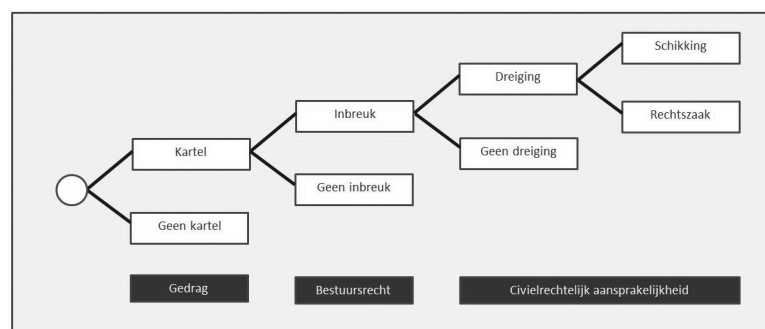 Schikking
Dreiging
Inbreuk
Rechtszaak
Kartel
Geen dreiging
Geen inbreuk
Geen kartel
Gedrag
Bestuursrecht
Civielrechtelijk aansprakelijkheid